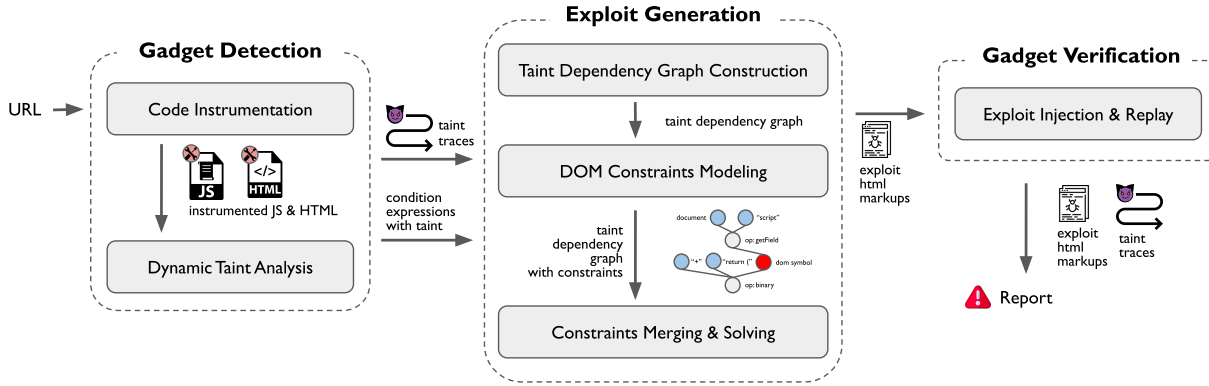 Gadget Detection
URL
Code Instrumentation
JS
</>
HTML
instrumented JS & HTML
Dynamic Taint Analysis
taint
traces
condition
expressions
with taint
Exploit Generation
Taint Dependency Graph Construction
taint dependency graph
DOM Constraints Modeling
taint
dependency
graph
with constraints
document
"script"
op: getField
"+"
"return ("
dom symbol
op: binary
Constraints Merging & Solving
exploit
html
markups
Gadget Verification
Exploit Injection & Replay
exploit
html
markups
taint
traces
Report